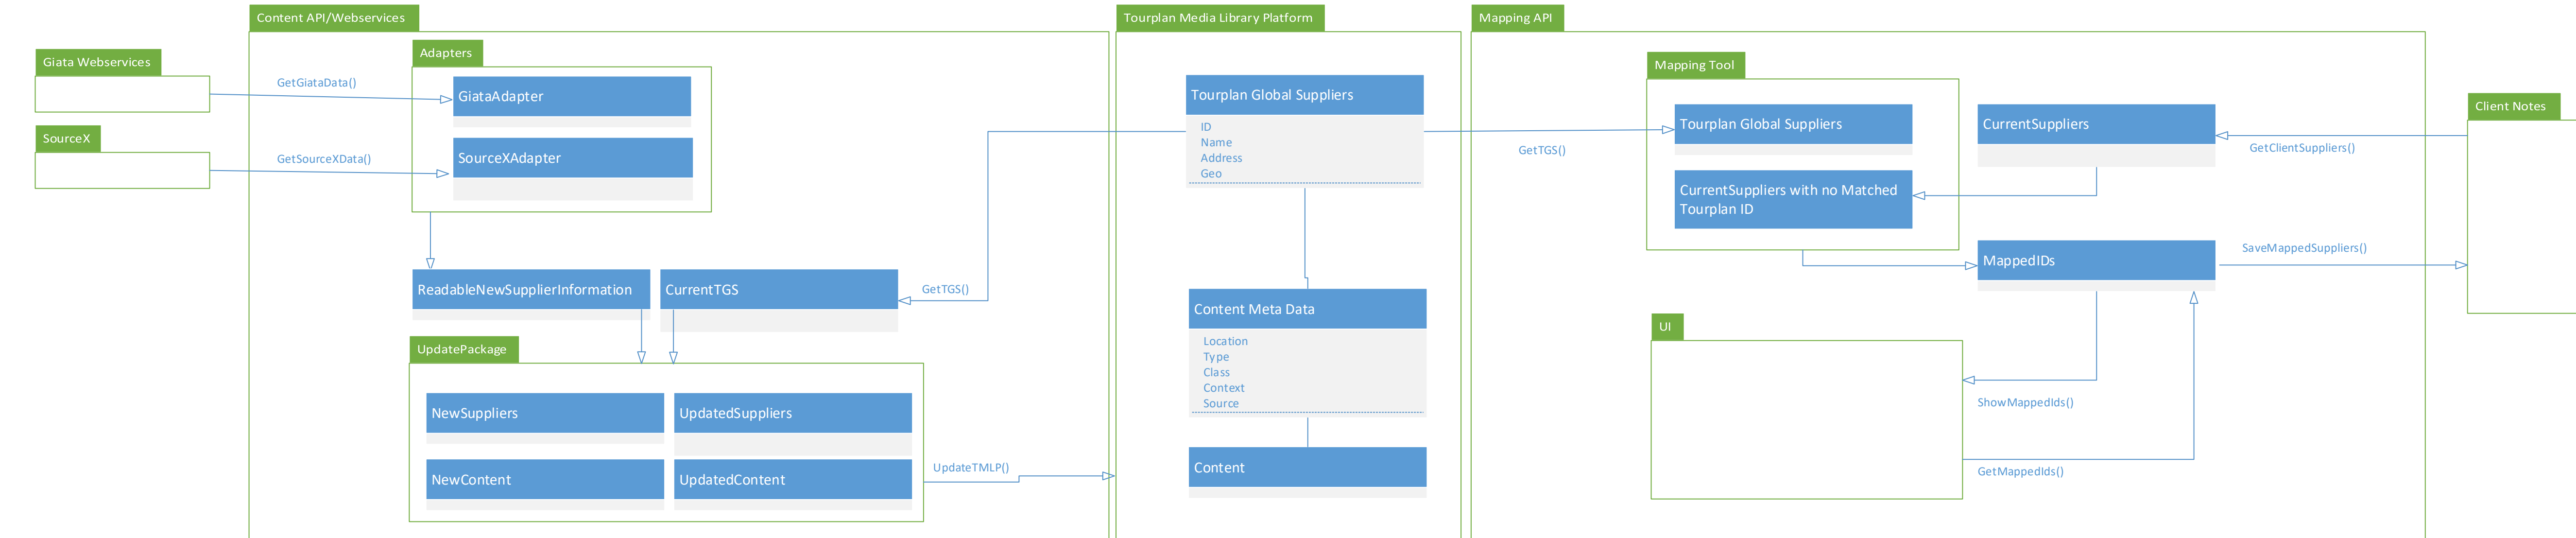 Content API/Webservices
Giata Webservices
SourceX
GetGiataData()
GetSourceXData()
Adapters
GiataAdapter
SourceXAdapter
ReadableNewSupplierInformation
CurrentTGS
GetTGS()
UpdatePackage
NewSuppliers
UpdatedSuppliers
NewContent
UpdatedContent
UpdateTMLP()
Tourplan Media Library Platform
Tourplan Global Suppliers
ID
Name
Address
Geo
Content Meta Data
Location
Type
Class
Context
Source
Content
Mapping API
GetTGS()
Mapping Tool
Tourplan Global Suppliers
CurrentSuppliers with no Matched
Tourplan ID
CurrentSuppliers
GetClientSuppliers()
MappedIDs
SaveMappedSuppliers()
UI
ShowMappedIds()
GetMappedIds()
Client Notes